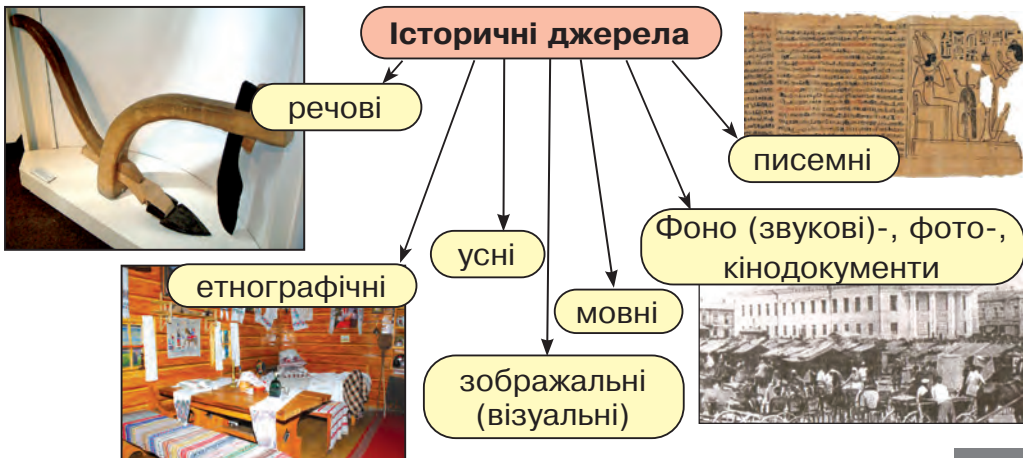 Історичні джерела
речові
писемні
Фоно (звукові)-, фото-,
кінодокументи
усні
етнографічні
мовні
зображальні
(візуальні)